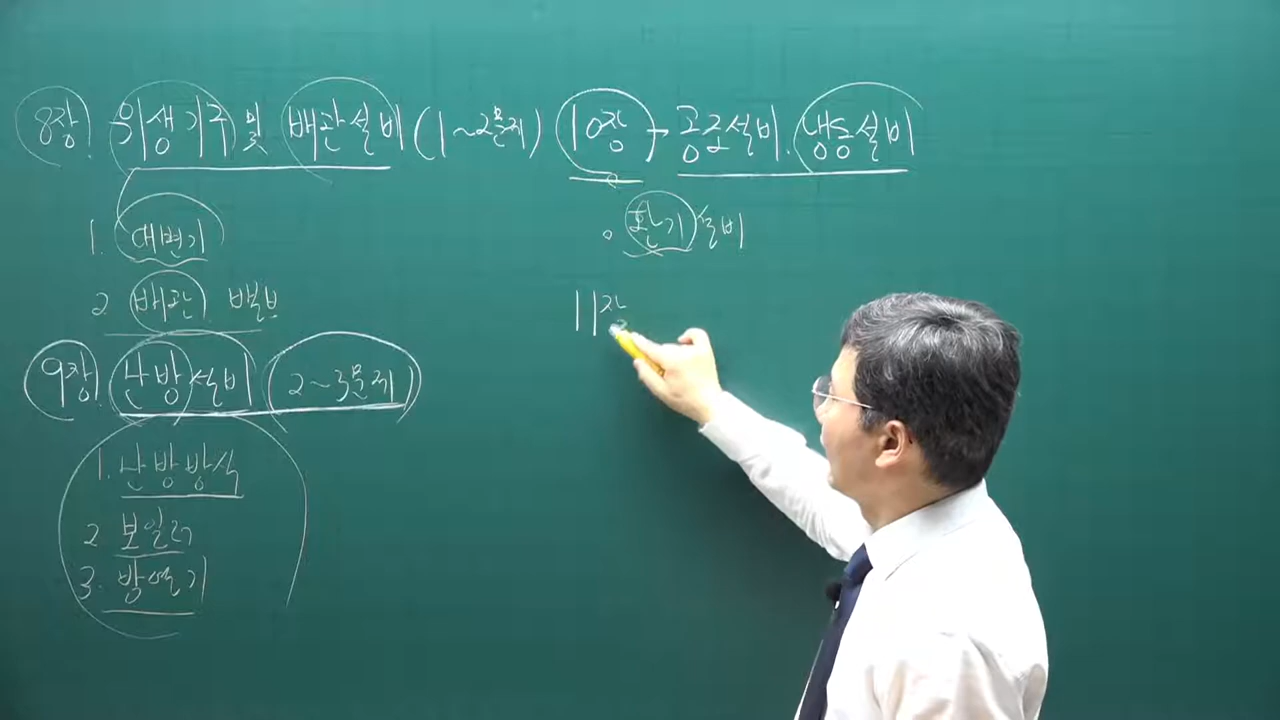 8장. 위생기구 및 배관설비 (1~2문제)
1. 대변기
2. 배관. 밸브
9장. 난방설비 (2~3문제)
1. 난방방식
2. 보일러
3. 방열기
10장 - 공조설비. 냉동설비
환기설비
11장